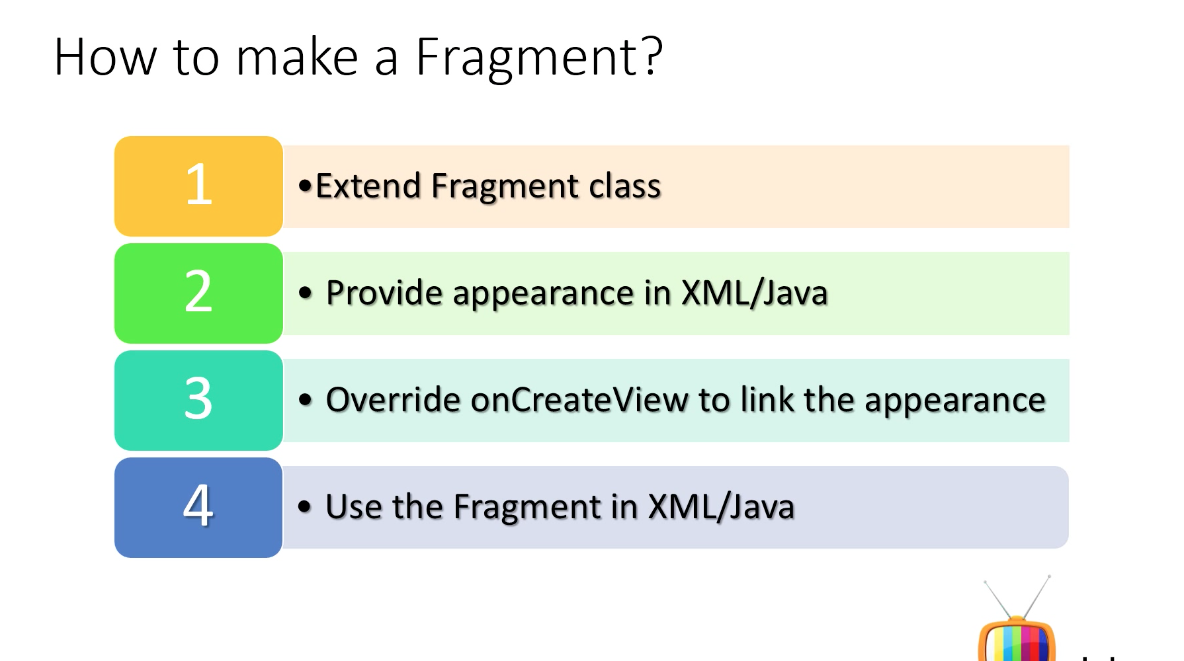 How to make a Fragment?
1
•Extend Fragment class
2
• Provide appearance in XML/Java
3
• Override onCreateView to link the appearance
4
• Use the Fragment in XML/Java